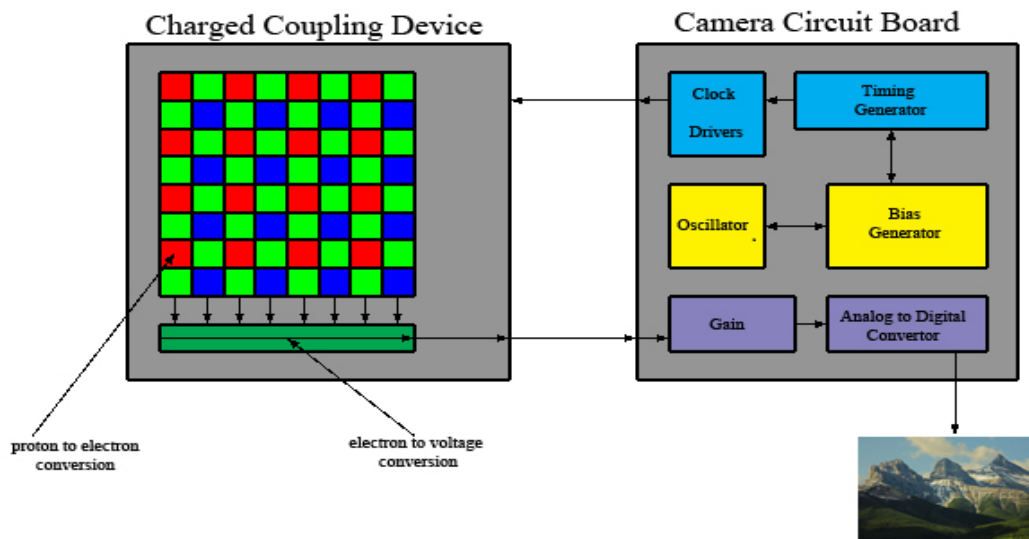 Charged Coupling Device
Camera Circuit Board
Clock
Drivers
Timing
Generator
Oscillator
Bias
Generator
Gain
Analog to Digital
Convertor
proton to electron
conversion
electron to voltage
conversion